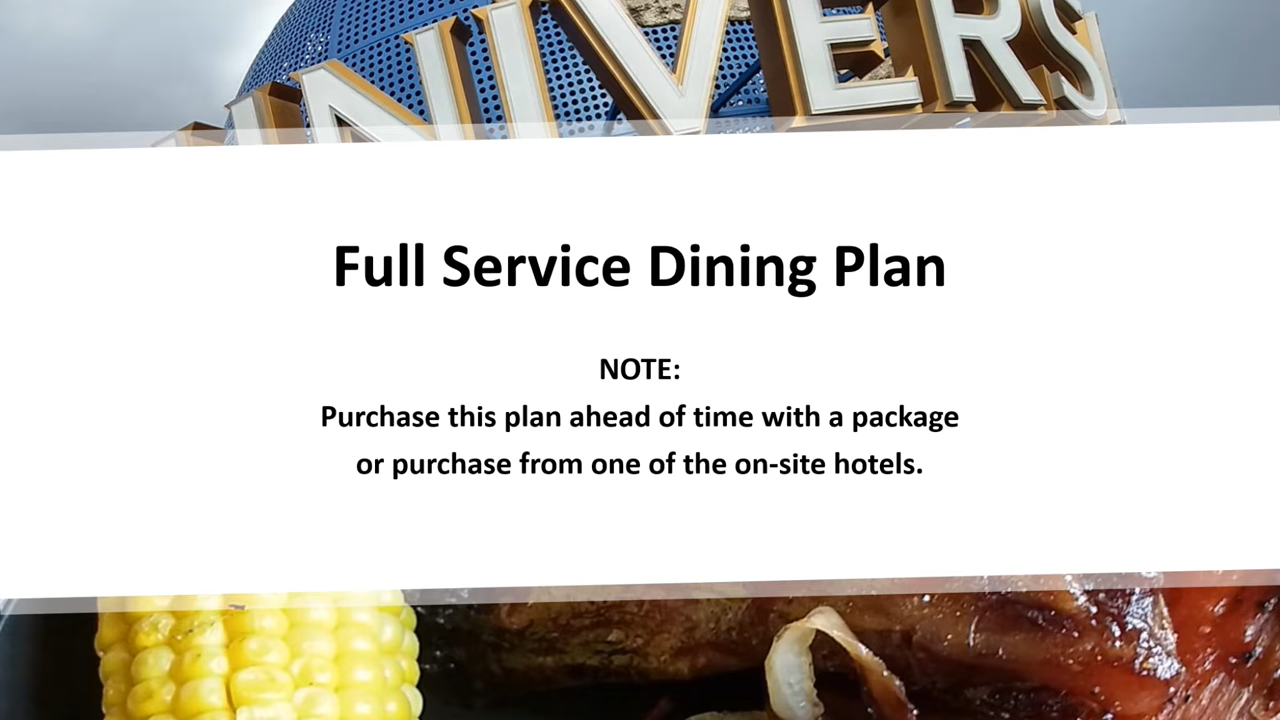 UNIVERS
Full Service Dining Plan
NOTE:
Purchase this plan ahead of time with a package
or purchase from one of the on-site hotels.